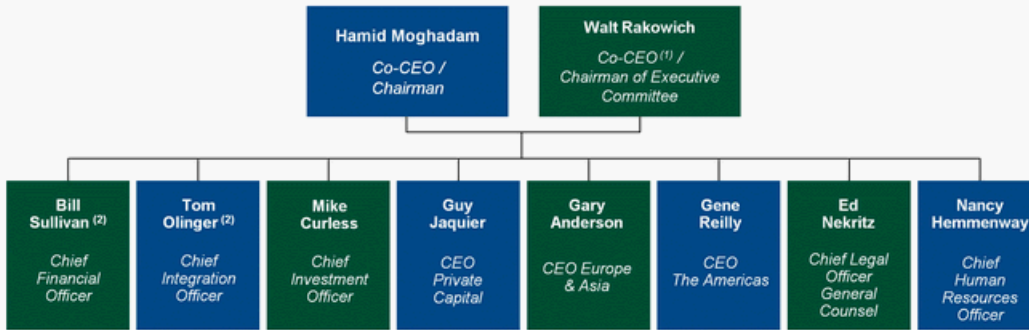 Hamid Moghadam
Co-CEO /
Chairman
Walt Rakowich
Co-CEO (1) /
Chairman of Executive
Committee
Bill
Sullivan (2)
Chief
Financial
Officer
Tom
Olinger (2)
Chief
Integration
Officer
Mike
Curless
Chief
Investment
Officer
Guy
Jaquier
CEO
Private
Capital
Gary
Anderson
CEO Europe
& Asia
Gene
Reilly
CEO
The Americas
Ed
Nekritz
Chief Legal
Officer
General
Counsel
Nancy
Hemmenway
Chief
Human
Resources
Officer